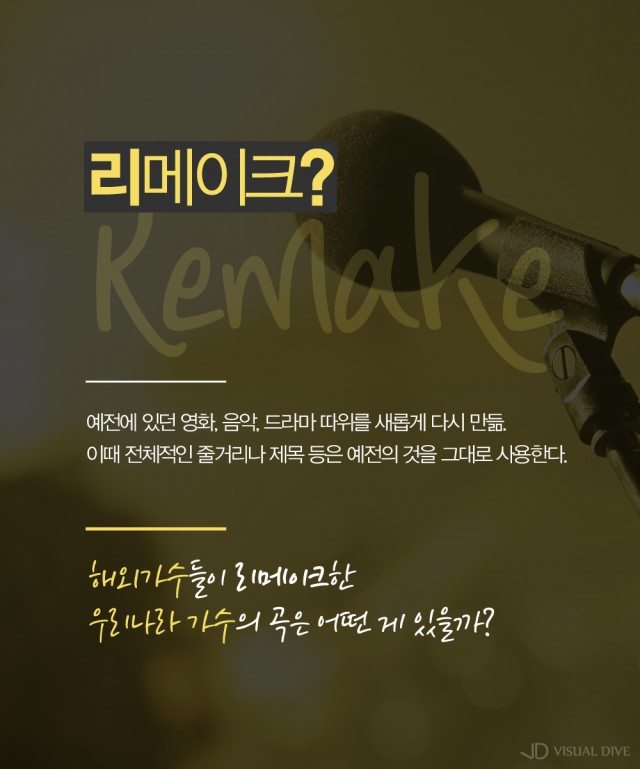 리메이크?
Remake
예전에 있던 영화, 음악, 드라마 따위를 새롭게 다시 만듦.
이때 전체적인 줄거리나 제목 등은 예전의 것을 그대로 사용한다.
해외가수들이 리메이크한
우리나라 가수의 곡은 어떤 게 있을까?
VISUAL DIVE